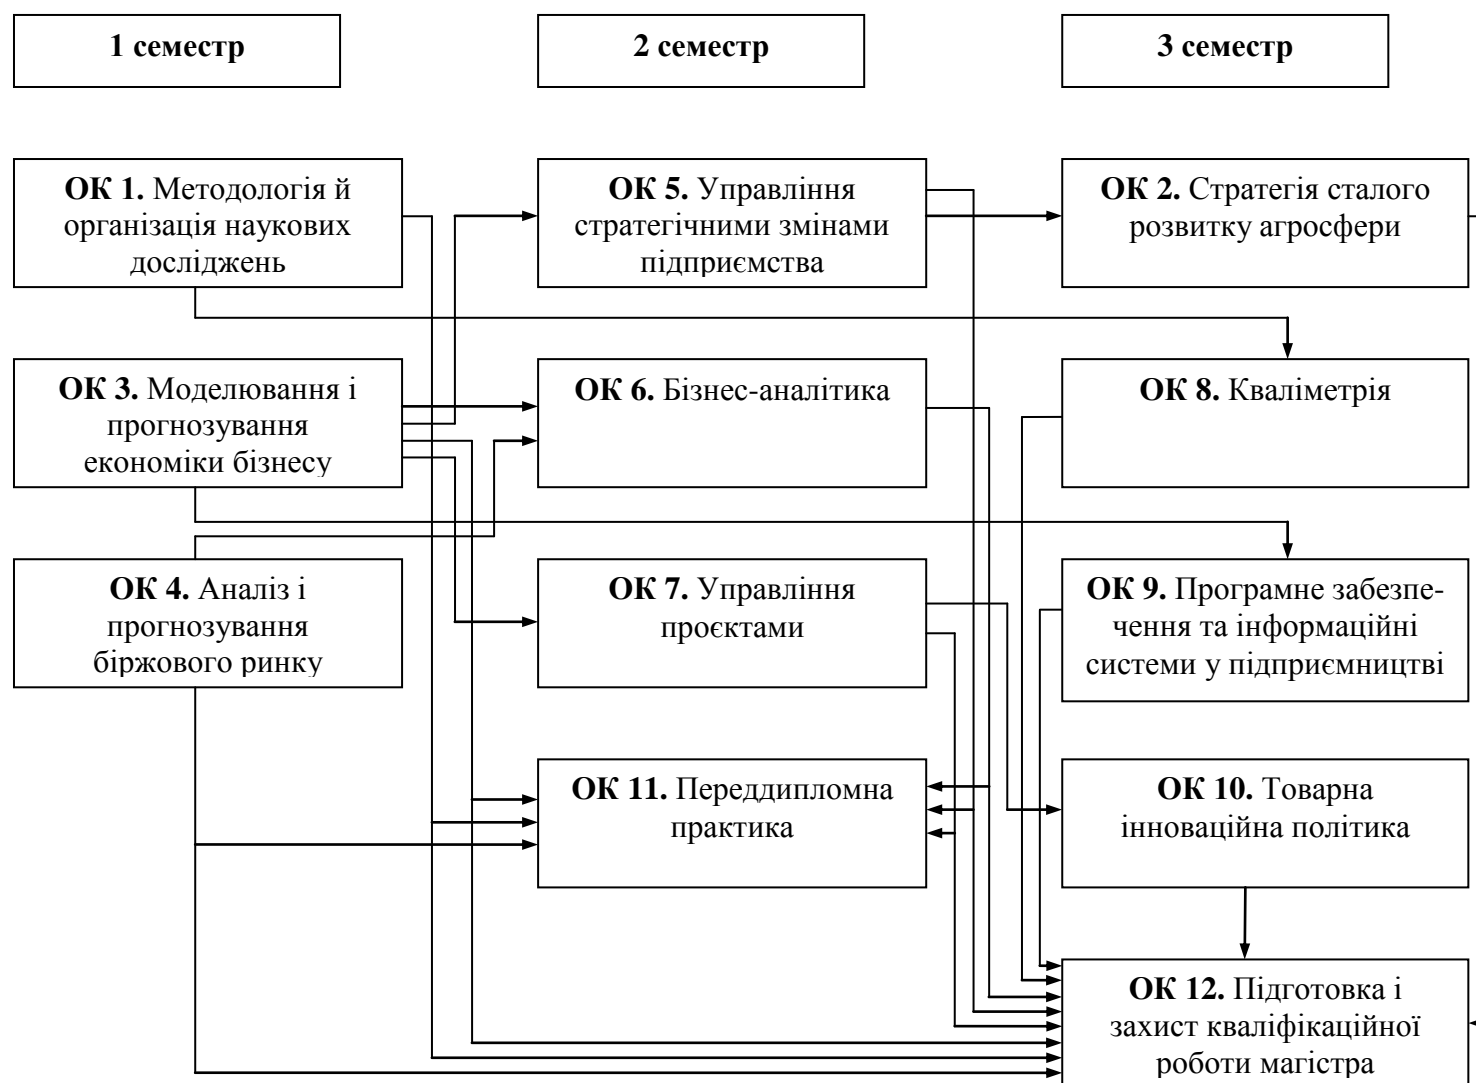 1 семестр
2 семестр
3 семестр
ОК 1. Методологія й
організація наукових
досліджень
ОК 5. Управління
стратегічними змінами
підприємства
ОК 2. Стратегія сталого
розвитку агросфери
ОК 3. Моделювання і
прогнозування
економіки бізнесу
ОК 6. Бізнес-аналітика
ОК 8. Кваліметрія
ОК 4. Аналіз і
прогнозування
біржового ринку
ОК 7. Управління
проєктами
ОК 9. Програмне забезпе-
чення та інформаційні
системи у підприємництві
ОК 11. Переддипломна
практика
ОК 10. Товарна
інноваційна політика
ОК 12. Підготовка і
захист кваліфікаційної
роботи магістра